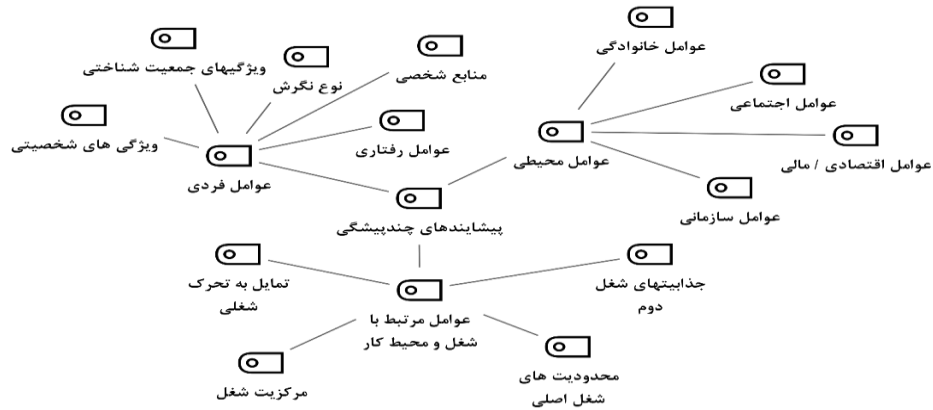 عوامل خانوادگی
ویژگیهای جمعیت شناختی
نوع نگرش
منابع شخصی
عوامل اجتماعی
ویژگی های شخصیتی
عوامل رفتاری
عوامل محیطی
عوامل اقتصادی / مالی
عوامل فردی
عوامل سازمانی
پیشایندهای چندپیشگی
تمایل به تحرک
شغلی
جذابیتهای شغل
دوم
عوامل مرتبط با
شغل و محیط کار
مرکزیت شغل
محدودیت های
شغل اصلی